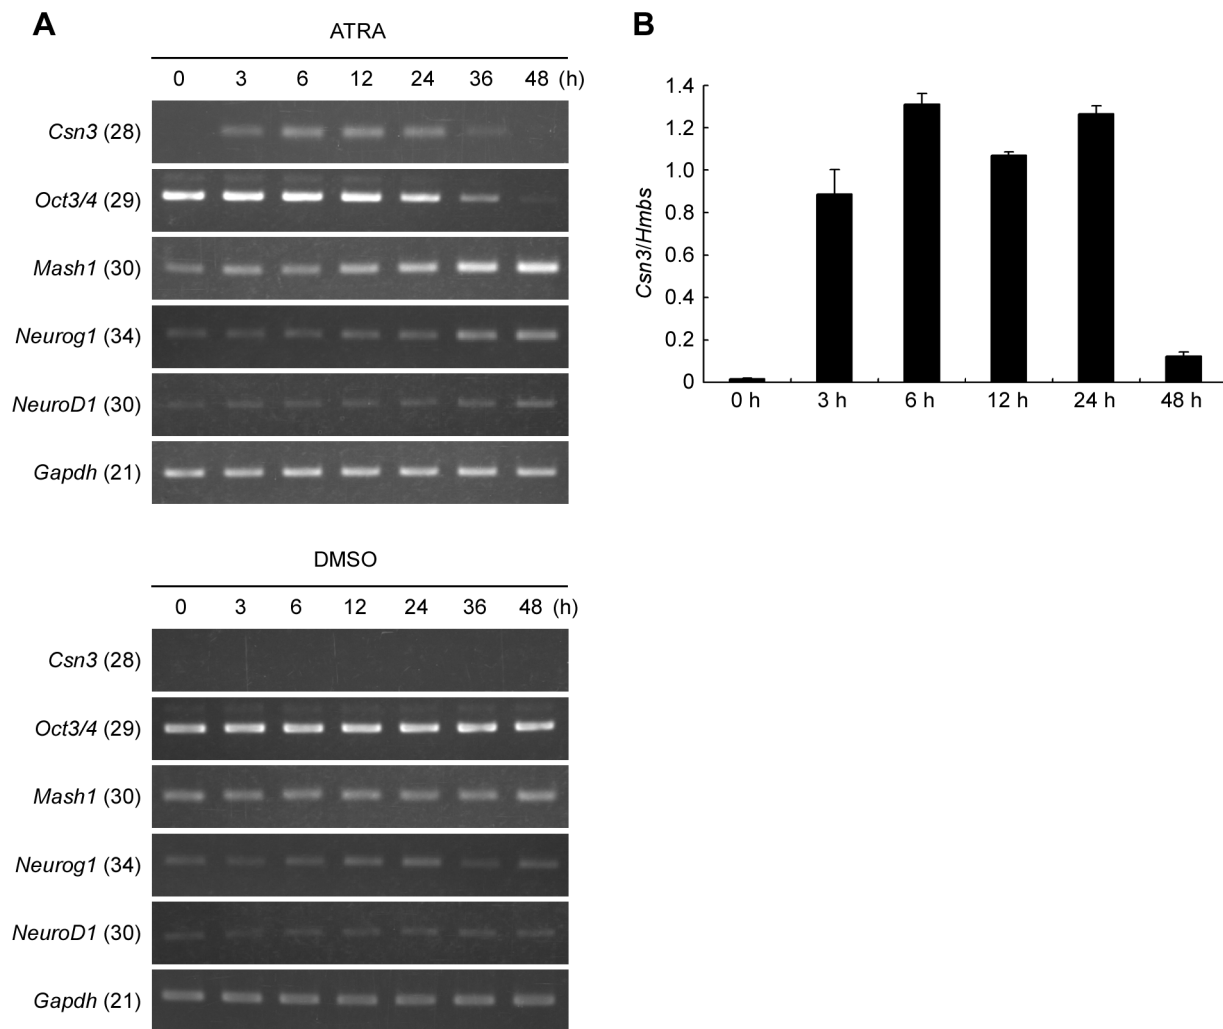 A
ATRA
0 3 6 12 24 36 48 (h)
Csn3 (28)
Oct3/4 (29)
Mash1 (30)
Neurog1 (34)
NeuroD1 (30)
Gapdh (21)
DMSO
0 3 6 12 24 36 48 (h)
Csn3 (28)
Oct3/4 (29)
Mash1 (30)
Neurog1 (34)
NeuroD1 (30)
Gapdh (21)
B
Csn3/Hmbs
1.4
1.2
1.0
0.8
0.6
0.4
0.2
0
0 h 3 h 6 h 12 h 24 h 48 h